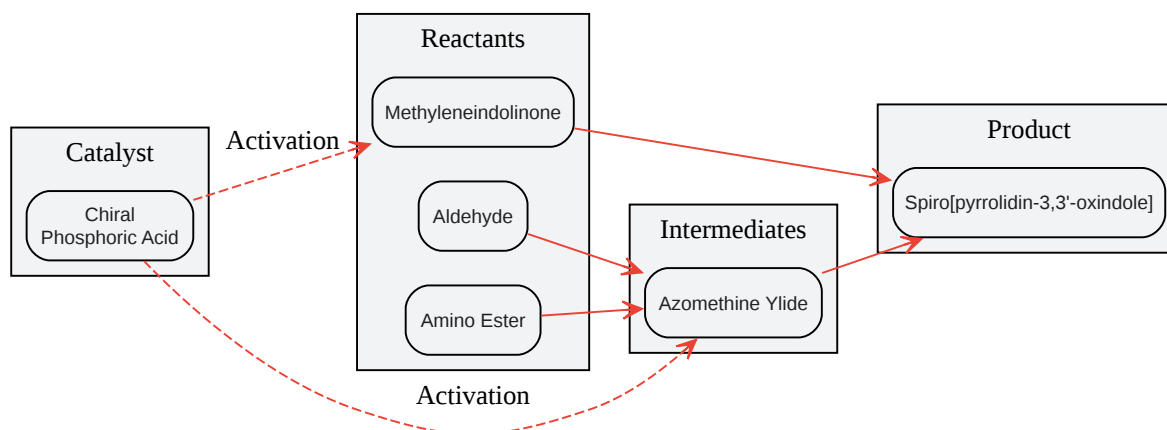 Reactants
Methyleneindolinone
Product
Activation
Catalyst
Spiro[pyrrolidin-3,3'-oxindole]
Chiral
Phosphoric Acid
Aldehyde
Intermediates
Azomethine Ylide
Amino Ester
Activation